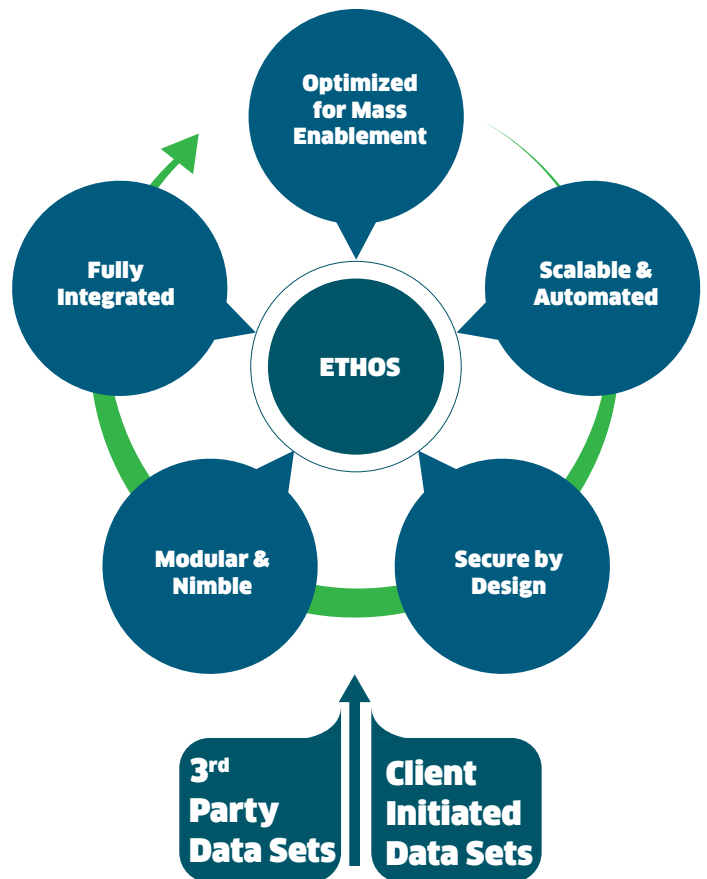 Optimized
for Mass
Enablement
Scalable &
Automated
Secure by
Design
Modular &
Nimble
Fully
Integrated
ETHOS
3rd
Party
Data Sets
Client
Initiated
Data Sets